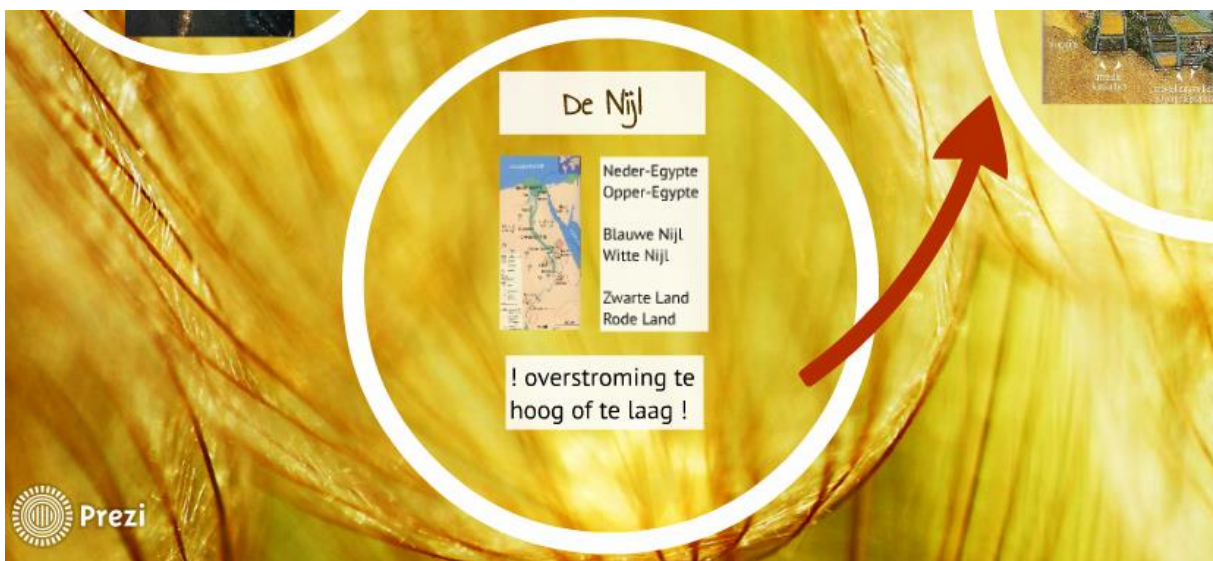 De Nijl
Neder-Egypte
Opper-Egypte
Blauwe Nijl
Witte Nijl
Zwarte Land
Rode Land
! overstroming te
hoog of te laag !
Prezi